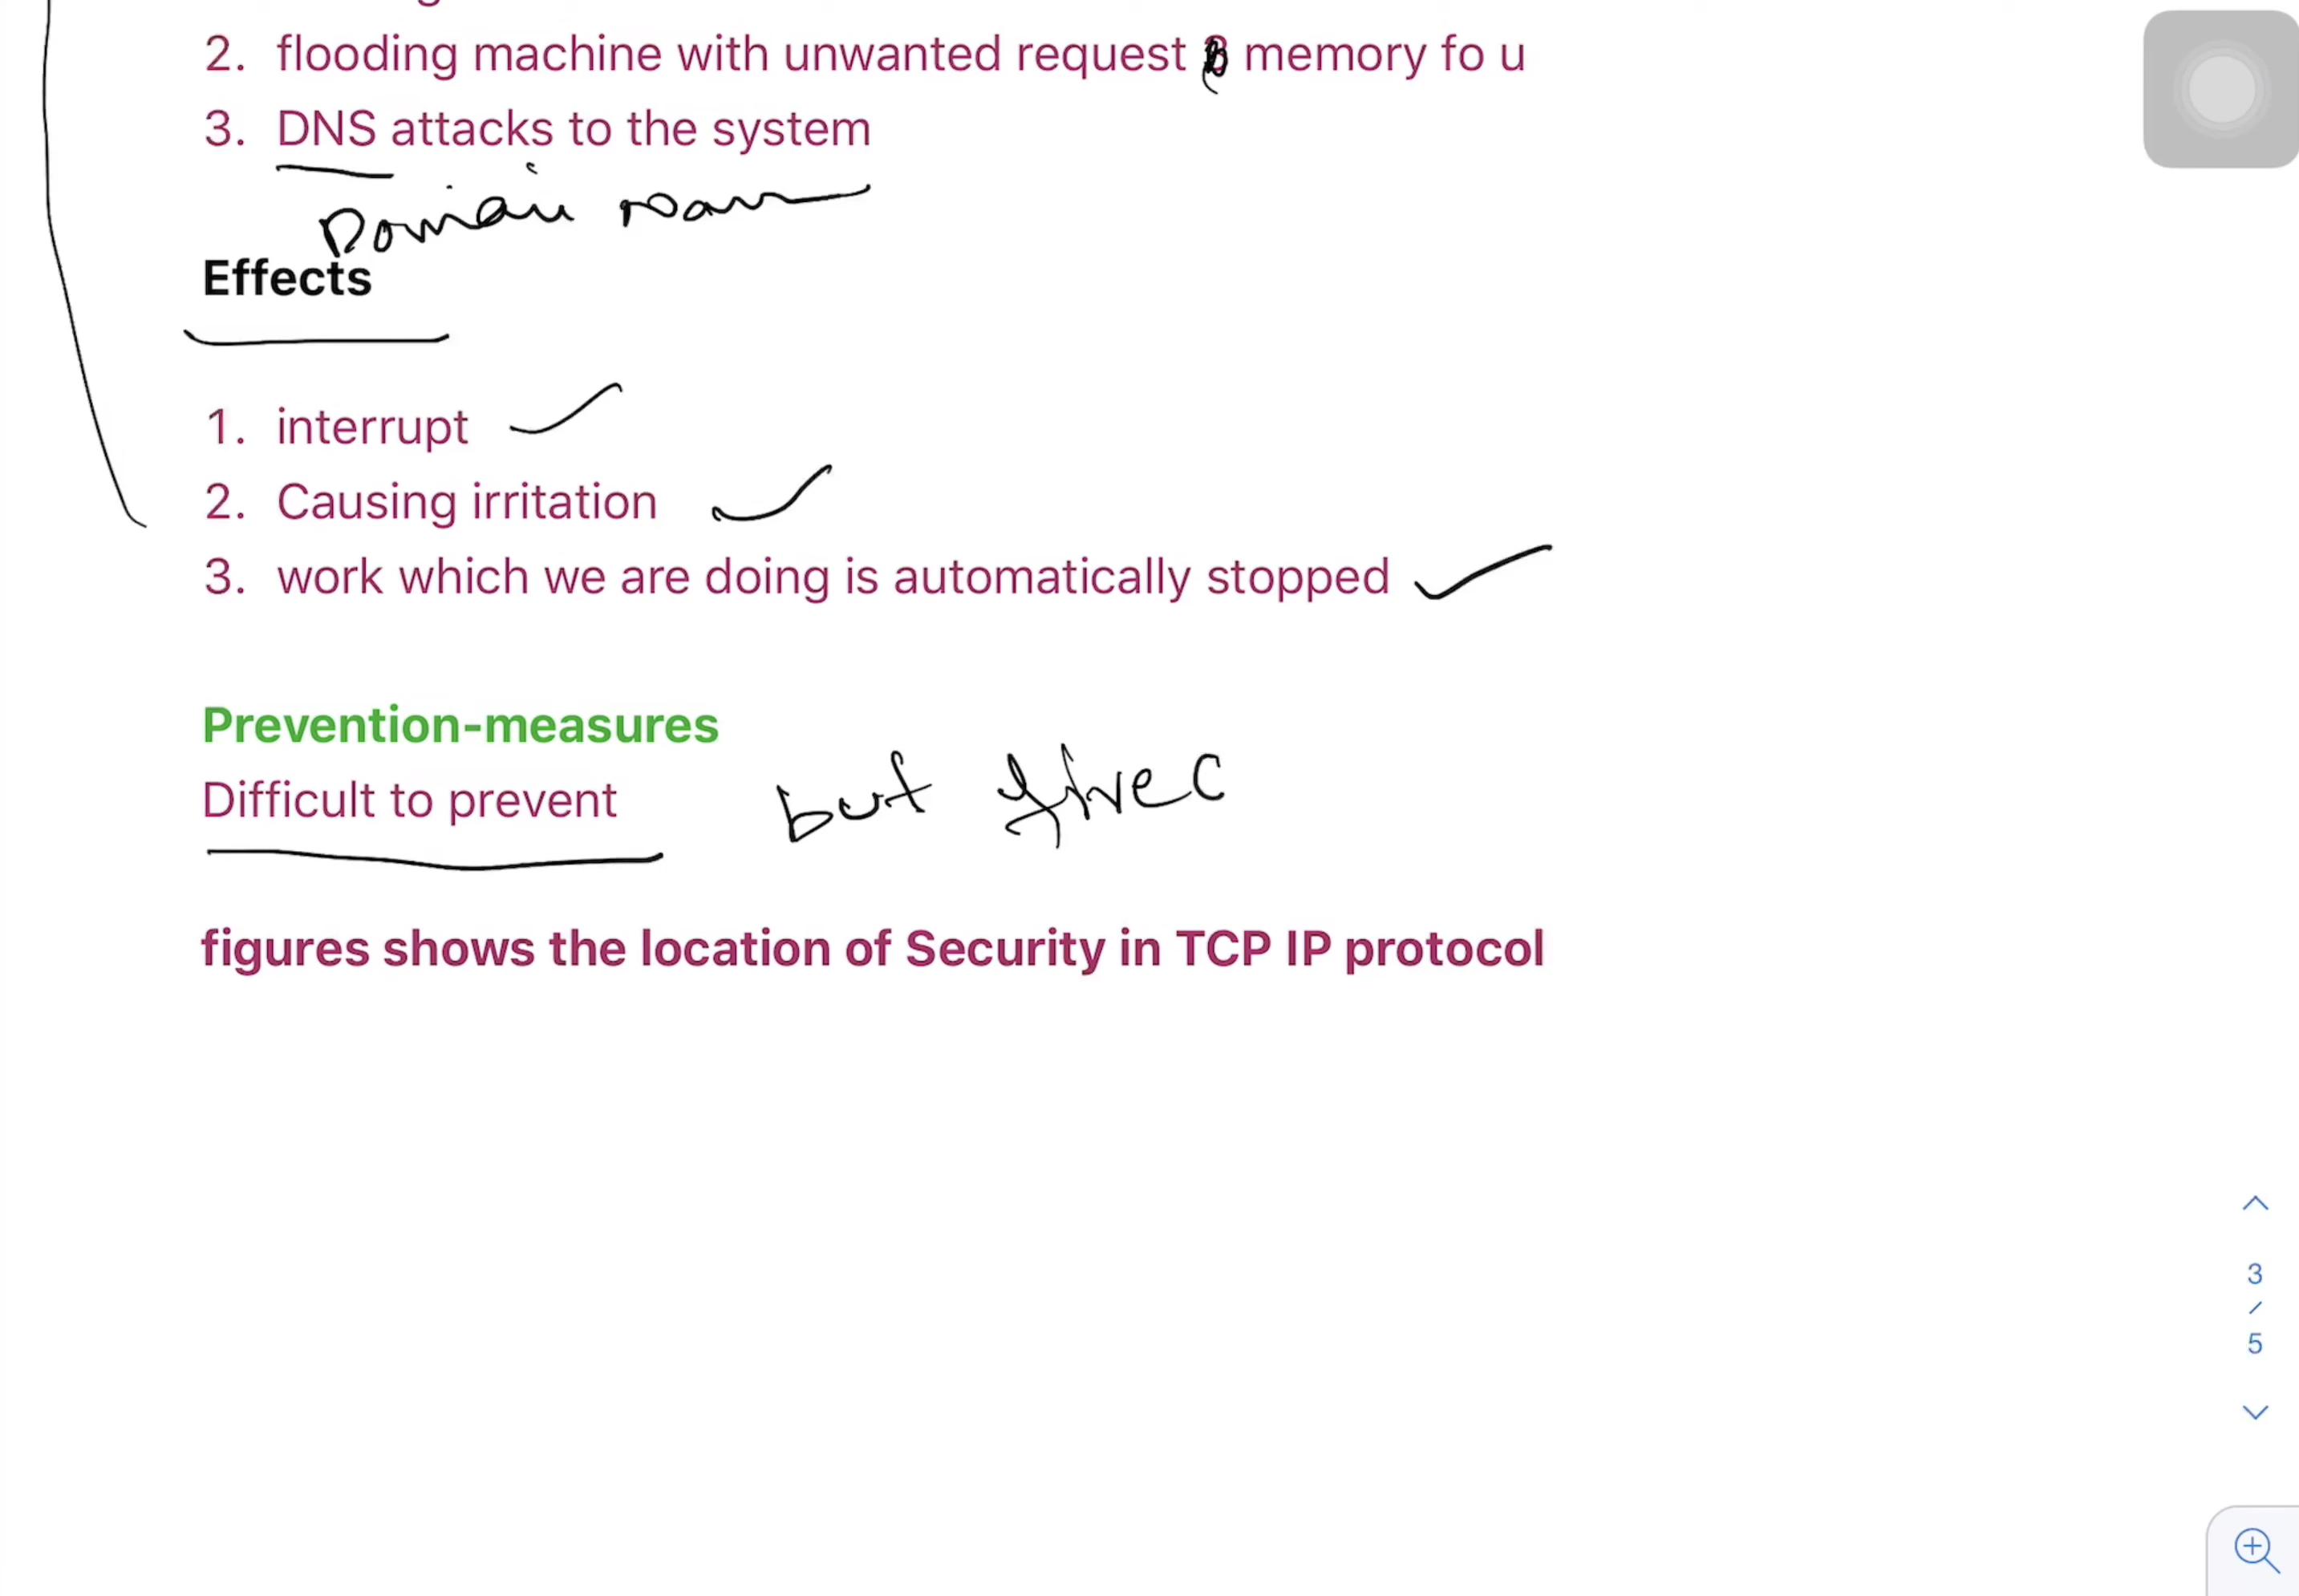 2. flooding machine with unwanted request memory fo u
3. DNS attacks to the system
Domain
Effects
1. interrupt
2. Causing irritation
3. work which we are doing is automatically stopped
Prevention-measures
Difficult to prevent but
figures shows the location of Security in TCP IP protocol
3
/
5